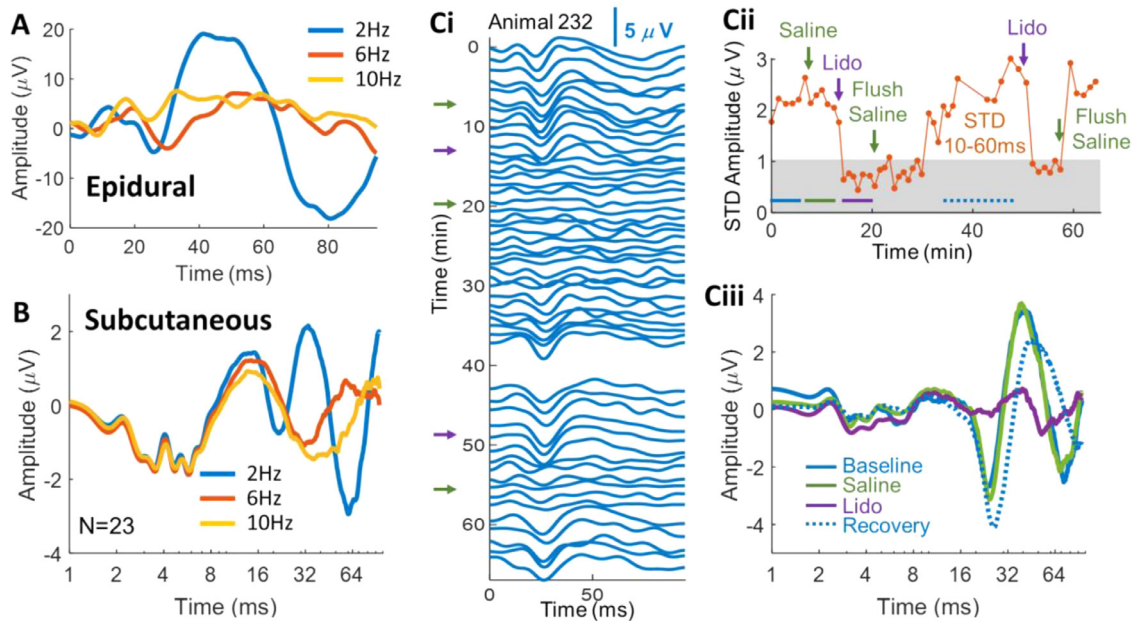 A
20
10
0
-10
-20
Amplitude (μV)
2Hz
6Hz
10Hz
Epidural
0 20 40 60 80
Time (ms)
B
Subcutaneous
2
0
-2
-4
Amplitude (μV)
2Hz
6Hz
10Hz
N=23
1 2 4 8 16 32 64
Time (ms)
Ci
Animal 232
5 μV
0
10
20
30
40
50
60
Time (min)
0 50
Time (ms)
Cii
STD Amplitude (μV)
3
2
1
0
Saline
Lido
Flush
Saline
Lido
STD
10-60ms
Flush
Saline
0 20 40 60
Time (min)
Ciii
4
2
0
-2
-4
Amplitude (μV)
Baseline
Saline
Lido
Recovery
1 2 4 8 16 32 64
Time (ms)